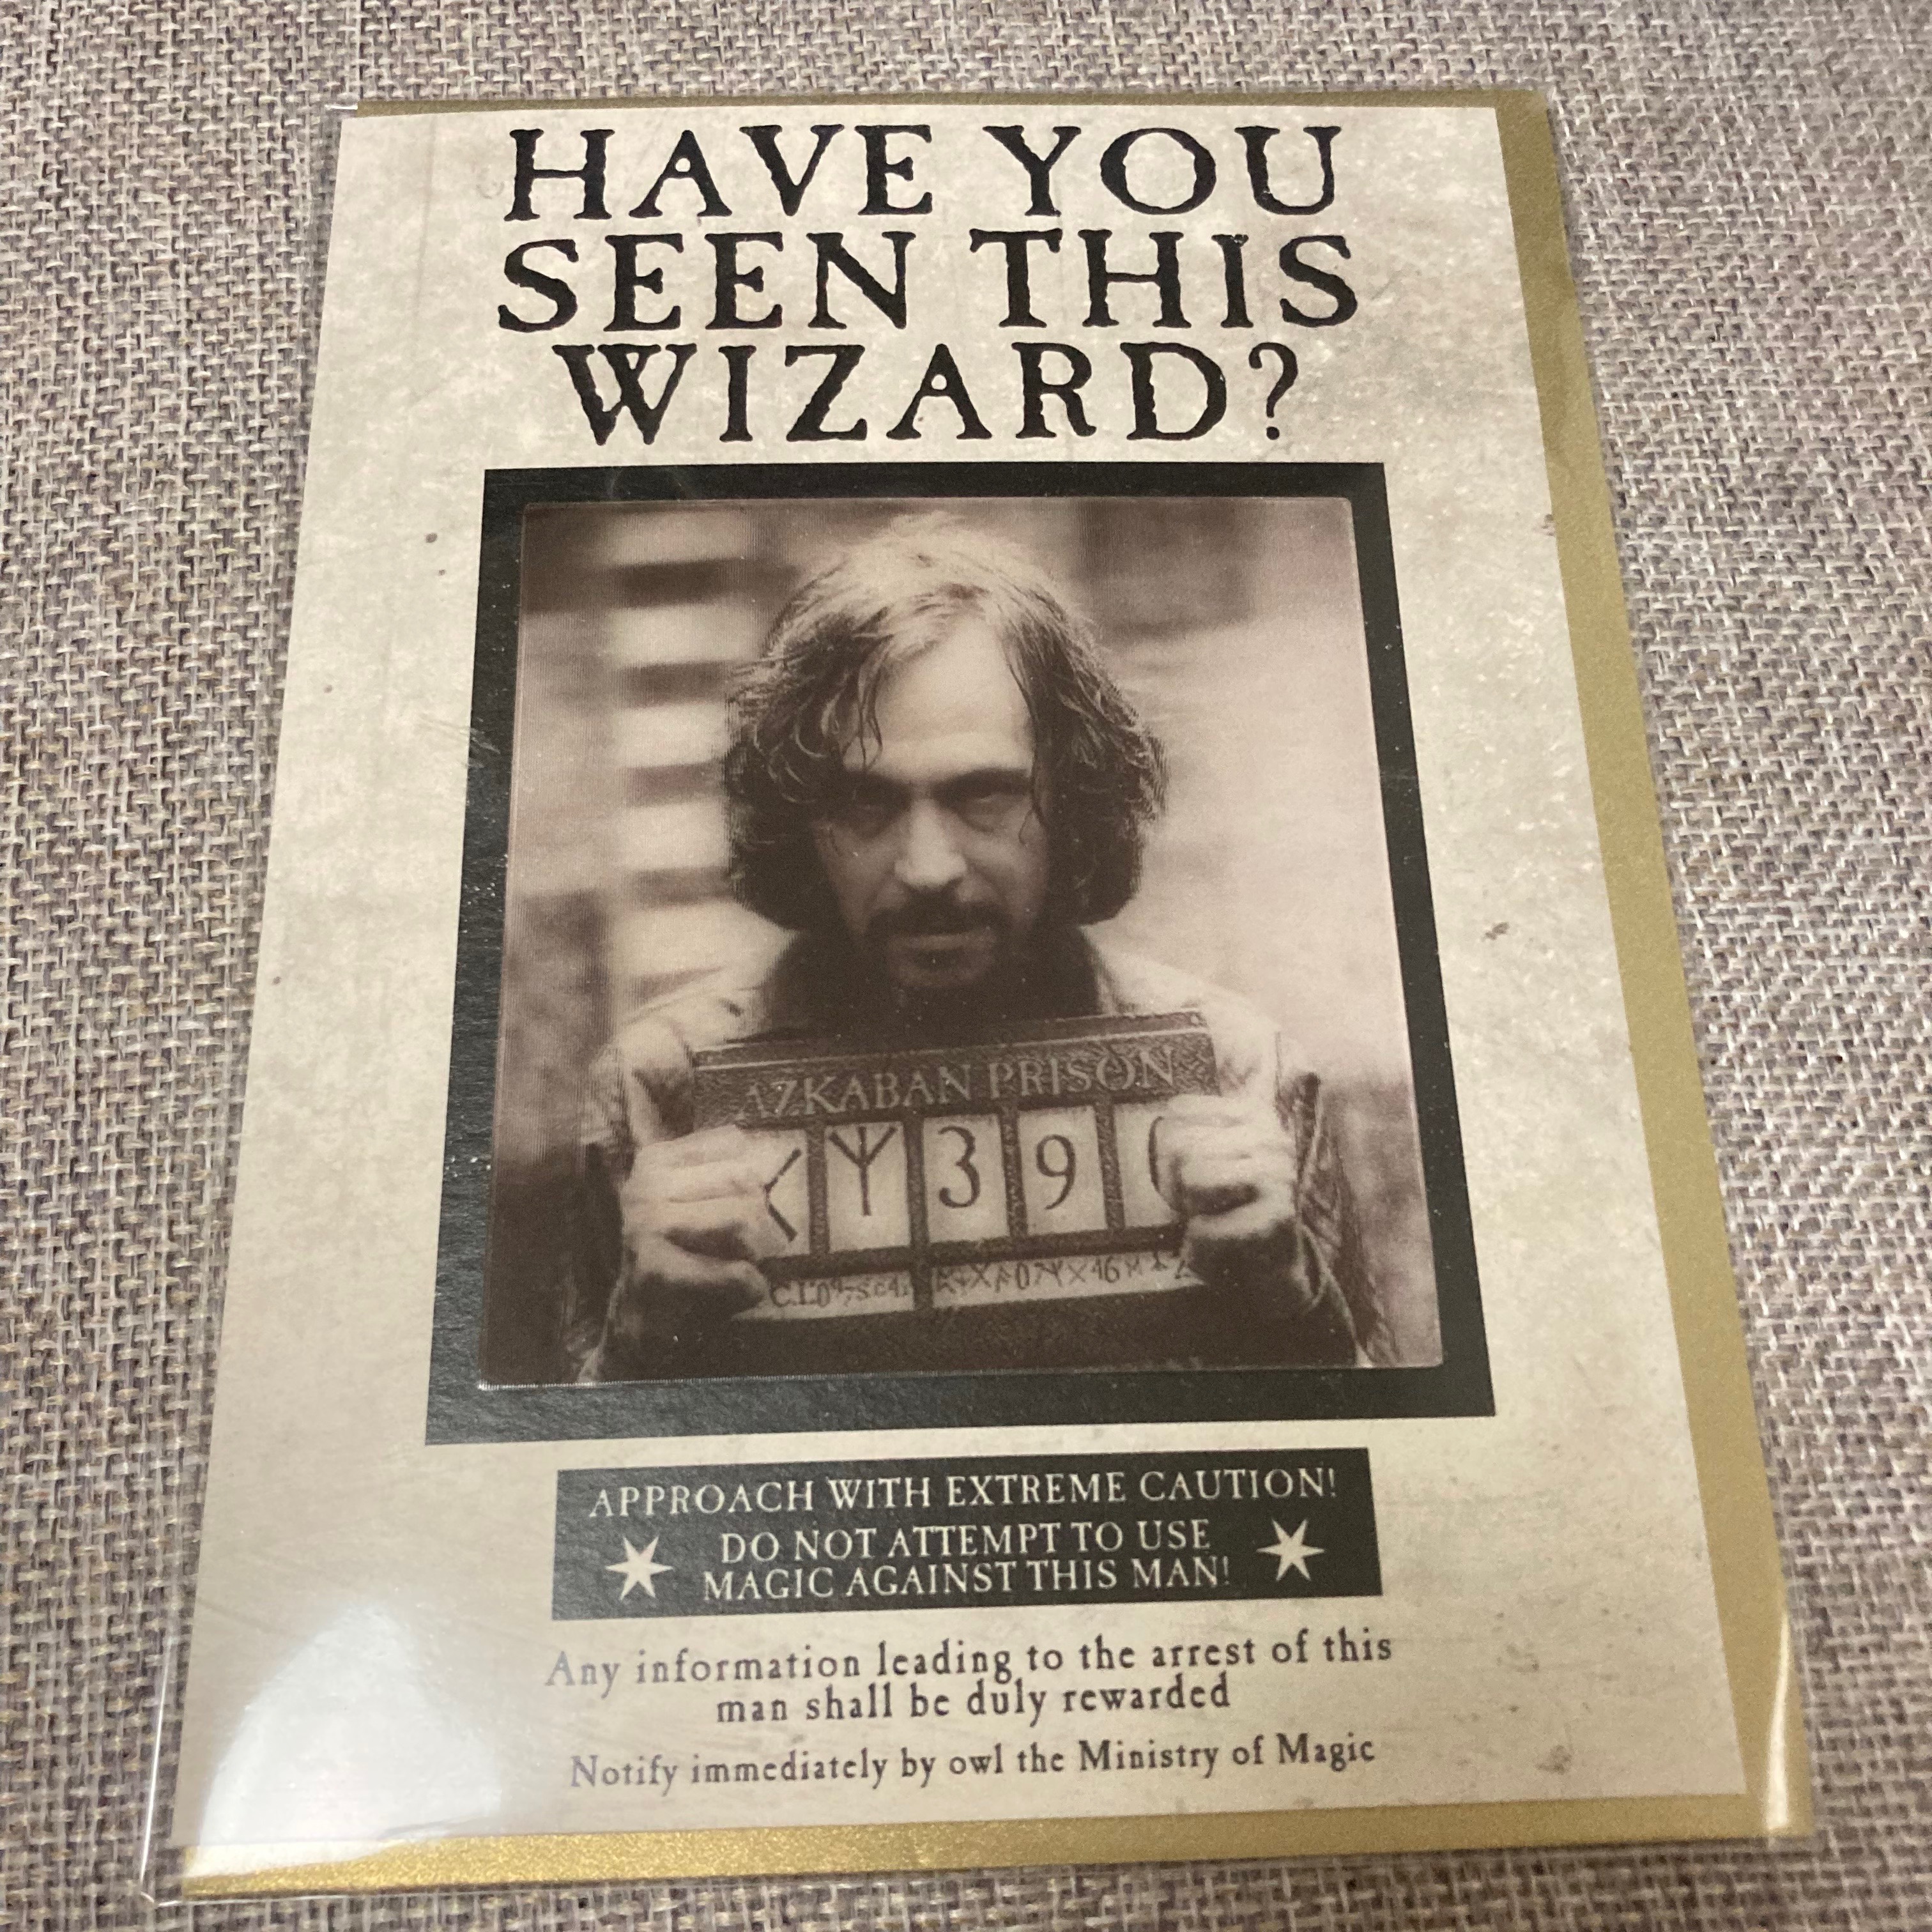 HAVE YOU
SEEN THIS
WIZARD?
AZKABAN PRISON
39
APPROACH WITH EXTREME CAUTION!
DO NOT ATTEMPT TO USE
MAGIC AGAINST THIS MAN!
Any information leading to the arrest of this
man shall be duly rewarded
Notify immediately by owl the Ministry of Magic